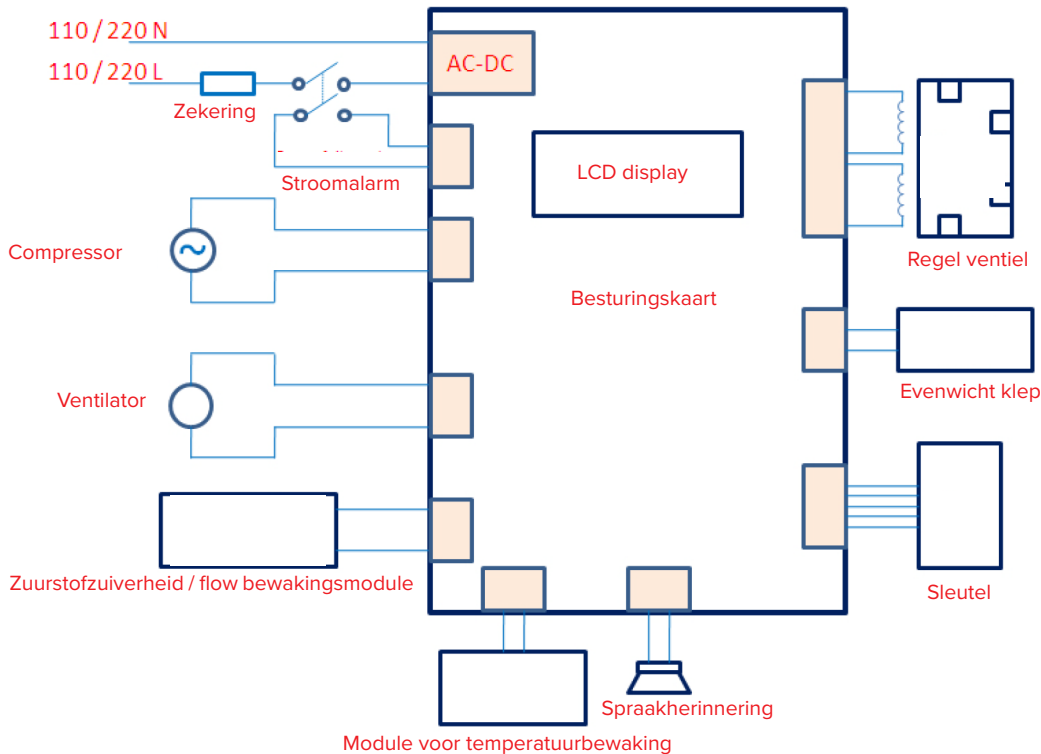 110 / 220 N
110 / 220 L
AC-DC
Zekering
Stroomalarm
LCD display
Compressor
Regel ventiel
Besturingskaart
Evenwicht klep
Ventilator
Zuurstofzuiverheid / flow bewakingsmodule
Sleutel
Spraakherinnering
Module voor temperatuurbewaking